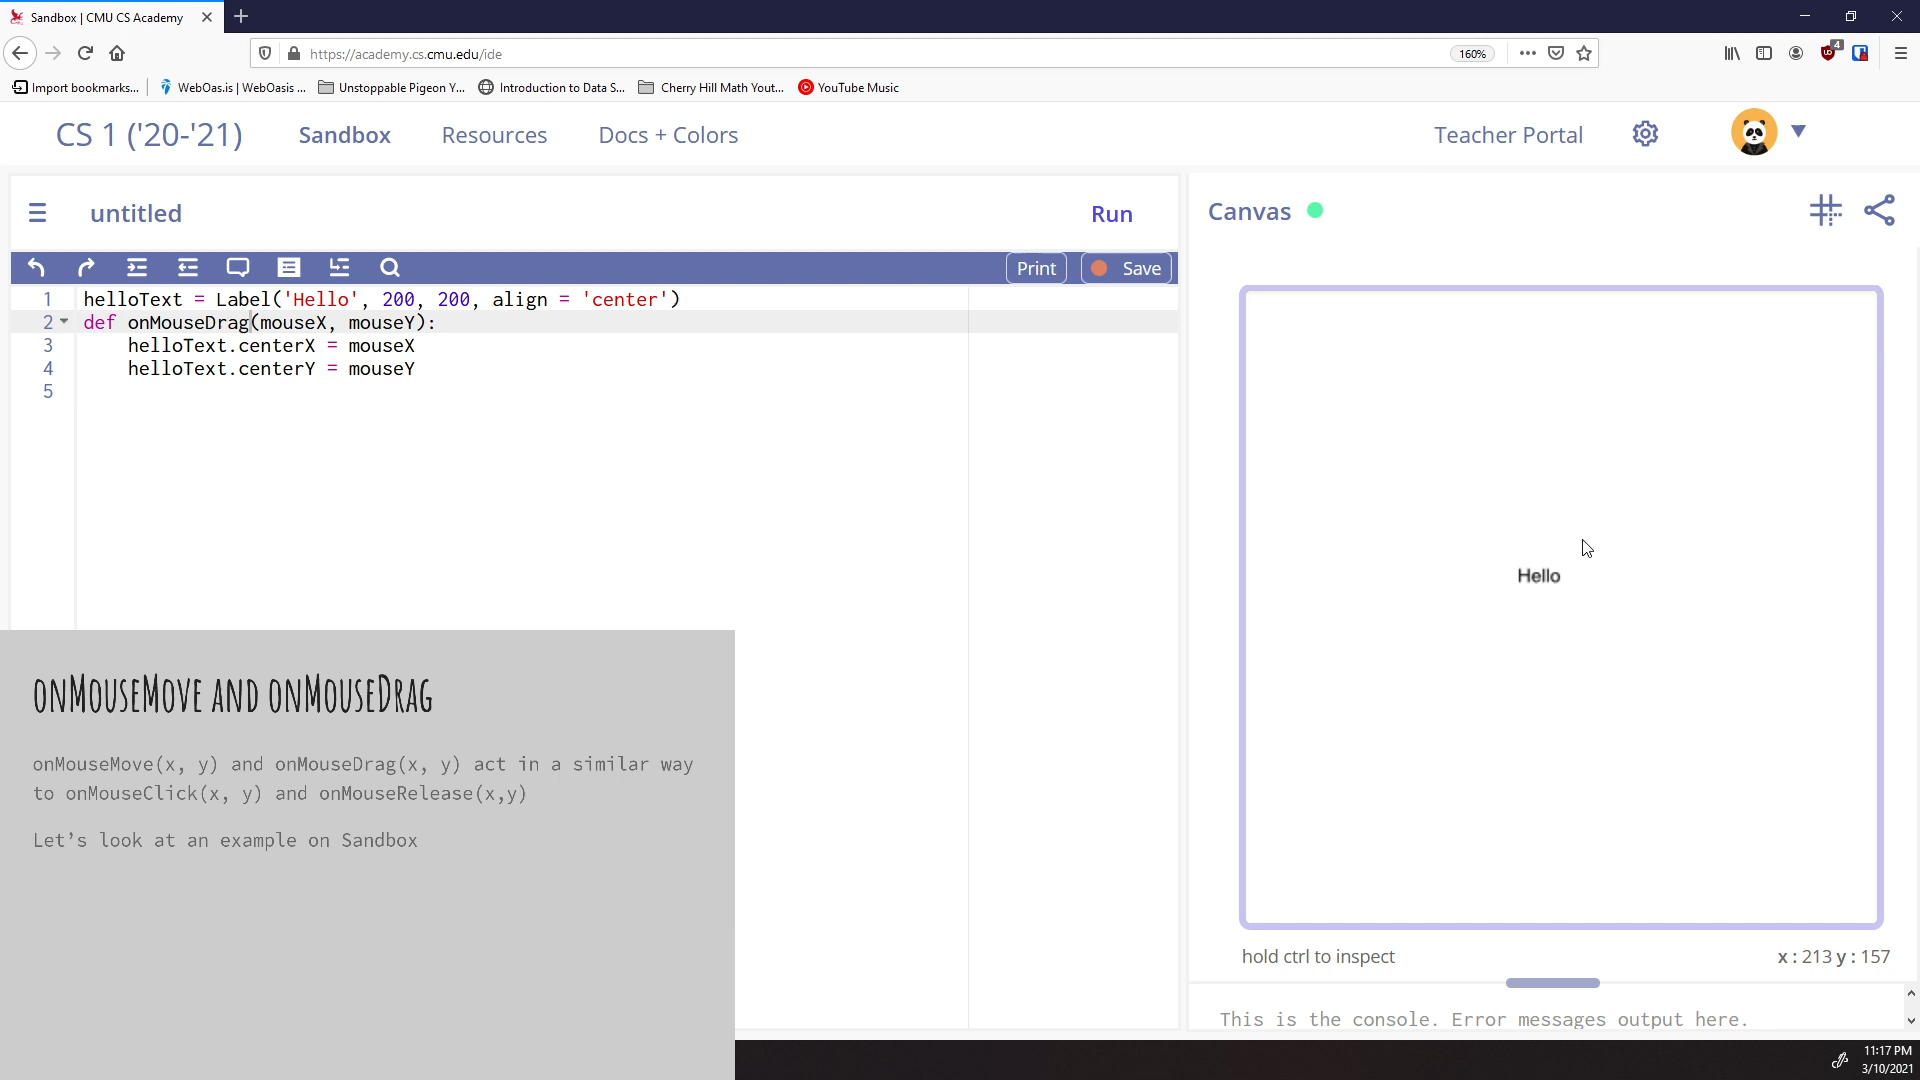 Sandbox | CMU CS Academy
https://academy.cs.cmu.edu/ide
160%
4
Import bookmarks...
WebOas.is | WebOasis ...
Unstoppable Pigeon Y...
Introduction to Data S...
Cherry Hill Math Yout...
YouTube Music
CS 1 ('20-'21)
Sandbox
Resources
Docs + Colors
Teacher Portal
untitled
Run
Print
Save
1 helloText = Label('Hello', 200, 200, align = 'center')
2 def onMouseDrag(mouseX, mouseY):
3 helloText.centerX = mouseX
4 helloText.centerY = mouseY
5
Canvas
Hello
hold ctrl to inspect
x : 213 y : 157
This is the console. Error messages output here.
onMouseMove and onMouseDrag
onMouseMove(x, y) and onMouseDrag(x, y) act in a similar way
to onMouseClick(x, y) and onMouseRelease(x,y)
Let's look at an example on Sandbox
11:17 PM
3/10/2021